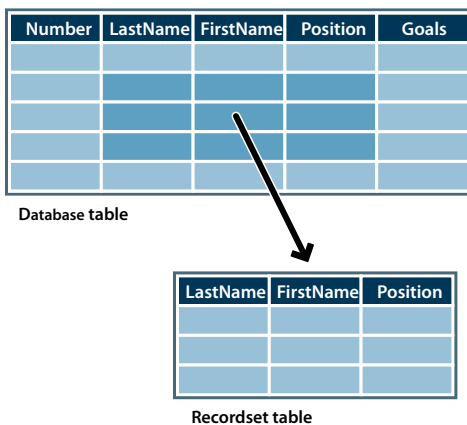 Number LastName FirstName Position Goals
Database table
LastName FirstName Position
Recordset table